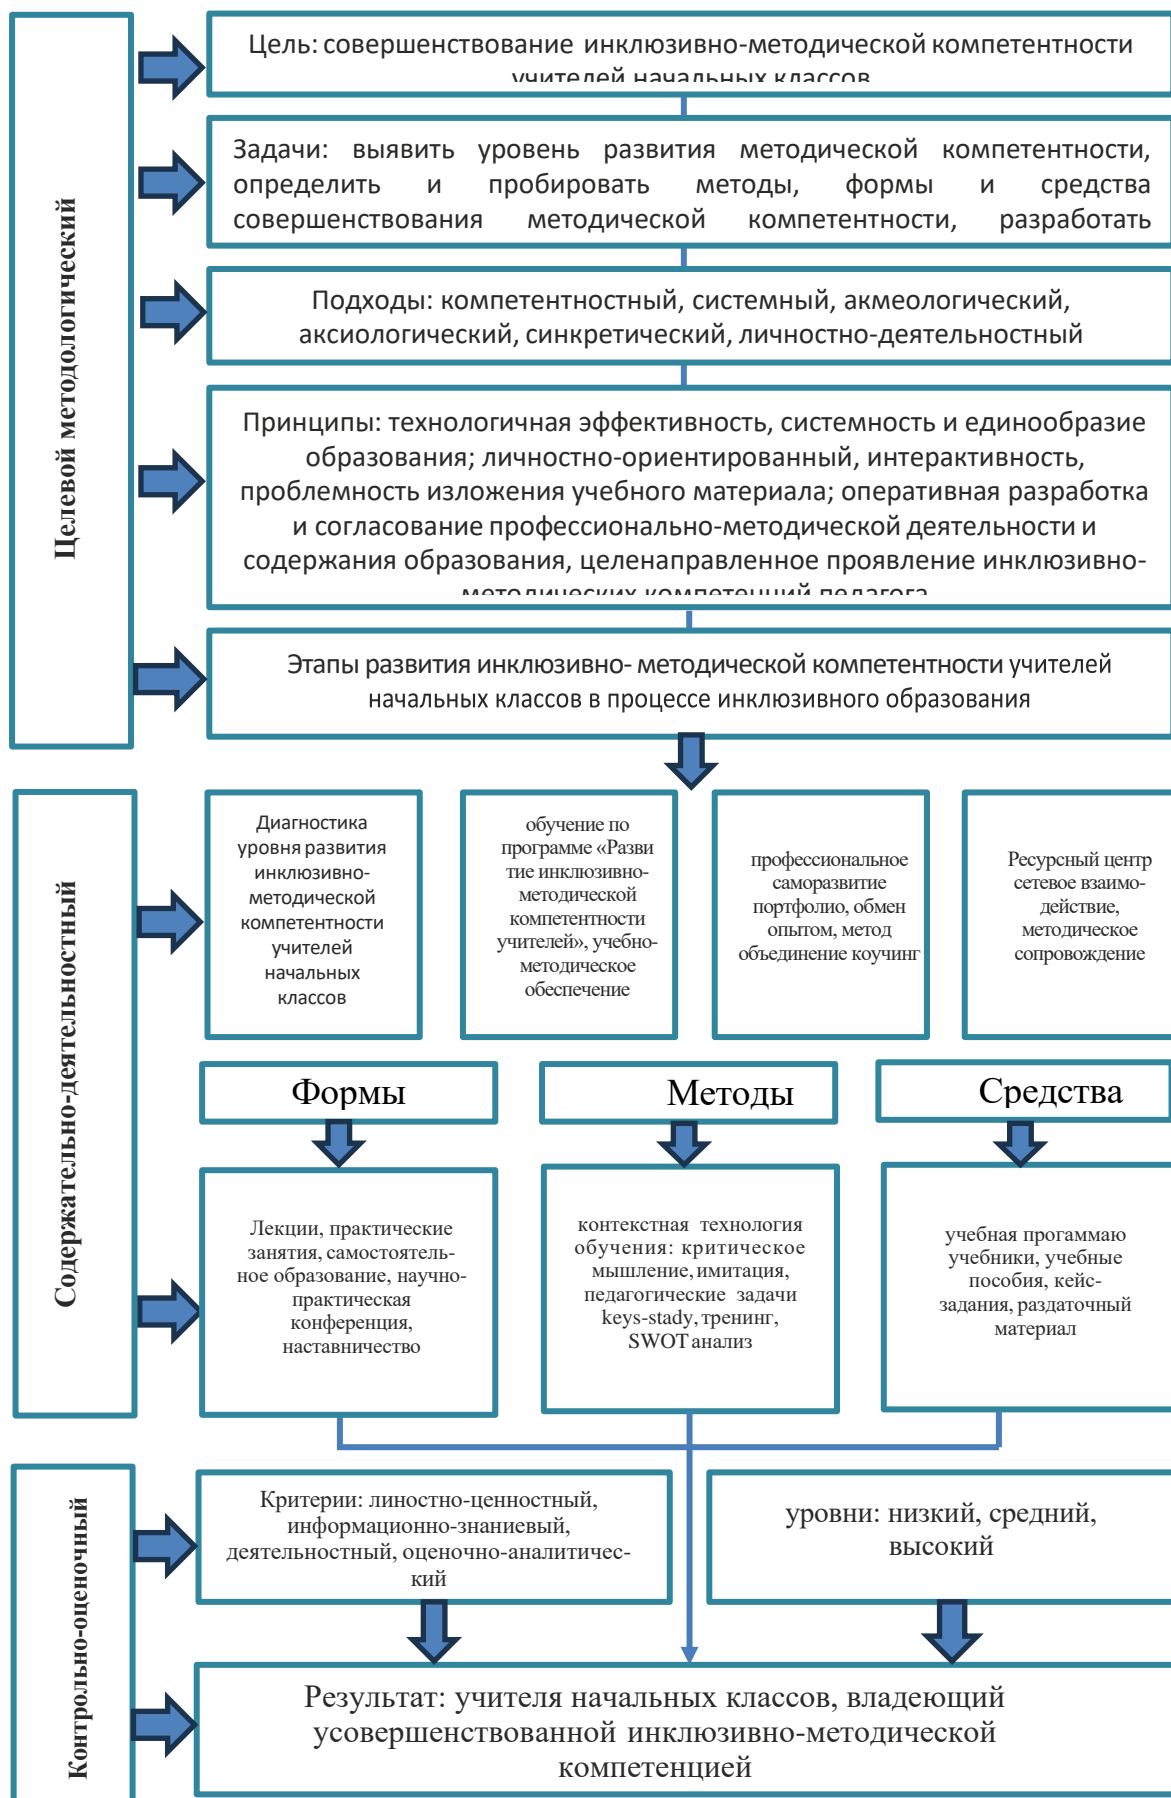 Целевой методологический
Цель: совершенствование инклюзивно-методической компетентности
учителей начальных классов
Задачи: выявить уровень развития методической компетентности,
определить и пробировать методы, формы и средства
совершенствования методической компетентности, разработать
Подходы: компетентностный, системный, акмеологический,
аксиологический, синкретический, личностно-деятельностный
Принципы: технологичная эффективность, системность и единообразие
образования; личностно-ориентированный, интерактивность,
проблемность изложения учебного материала; оперативная разработка
и согласование профессионально-методической деятельности и
содержания образования, целенаправленное проявление инклюзивно-
методических компетенций педагога
Этапы развития инклюзивно- методической компетентности учителей
начальных классов в процессе инклюзивного образования
Содержательно-деятельностный
Диагностика
уровня развития
инклюзивно-
методической
компетентности
учителей
начальных
классов
обучение по
программе «Разви
тие инклюзивно-
методической
компетентности
учителей», учебно-
методическое
обеспечение
профессиональное
саморазвитие
портфолио, обмен
опытом, метод
объединение коучинг
Ресурсный центр
сетевое взаимо-
действие,
методическое
сопровождение
Формы
Методы
Средства
Лекции, практические
занятия, самостоятель-
ное образование, научно-
практическая
конференция,
наставничество
контекстная технология
обучения: критическое
мышление, имитация,
педагогические задачи
keys-stady, тренинг,
SWOT анализ
учебная прогаммаю
учебники, учебные
пособия, кейс-
задания, раздаточный
материал
Контрольно-оценочный
Критерии: линостно-ценностный,
информационно-знаниевый,
деятельностный, оценочно-аналитичес-
кий
уровни: низкий, средний,
высокий
Результат: учителя начальных классов, владеющий
усовершенствованной инклюзивно-методической
компетенцией